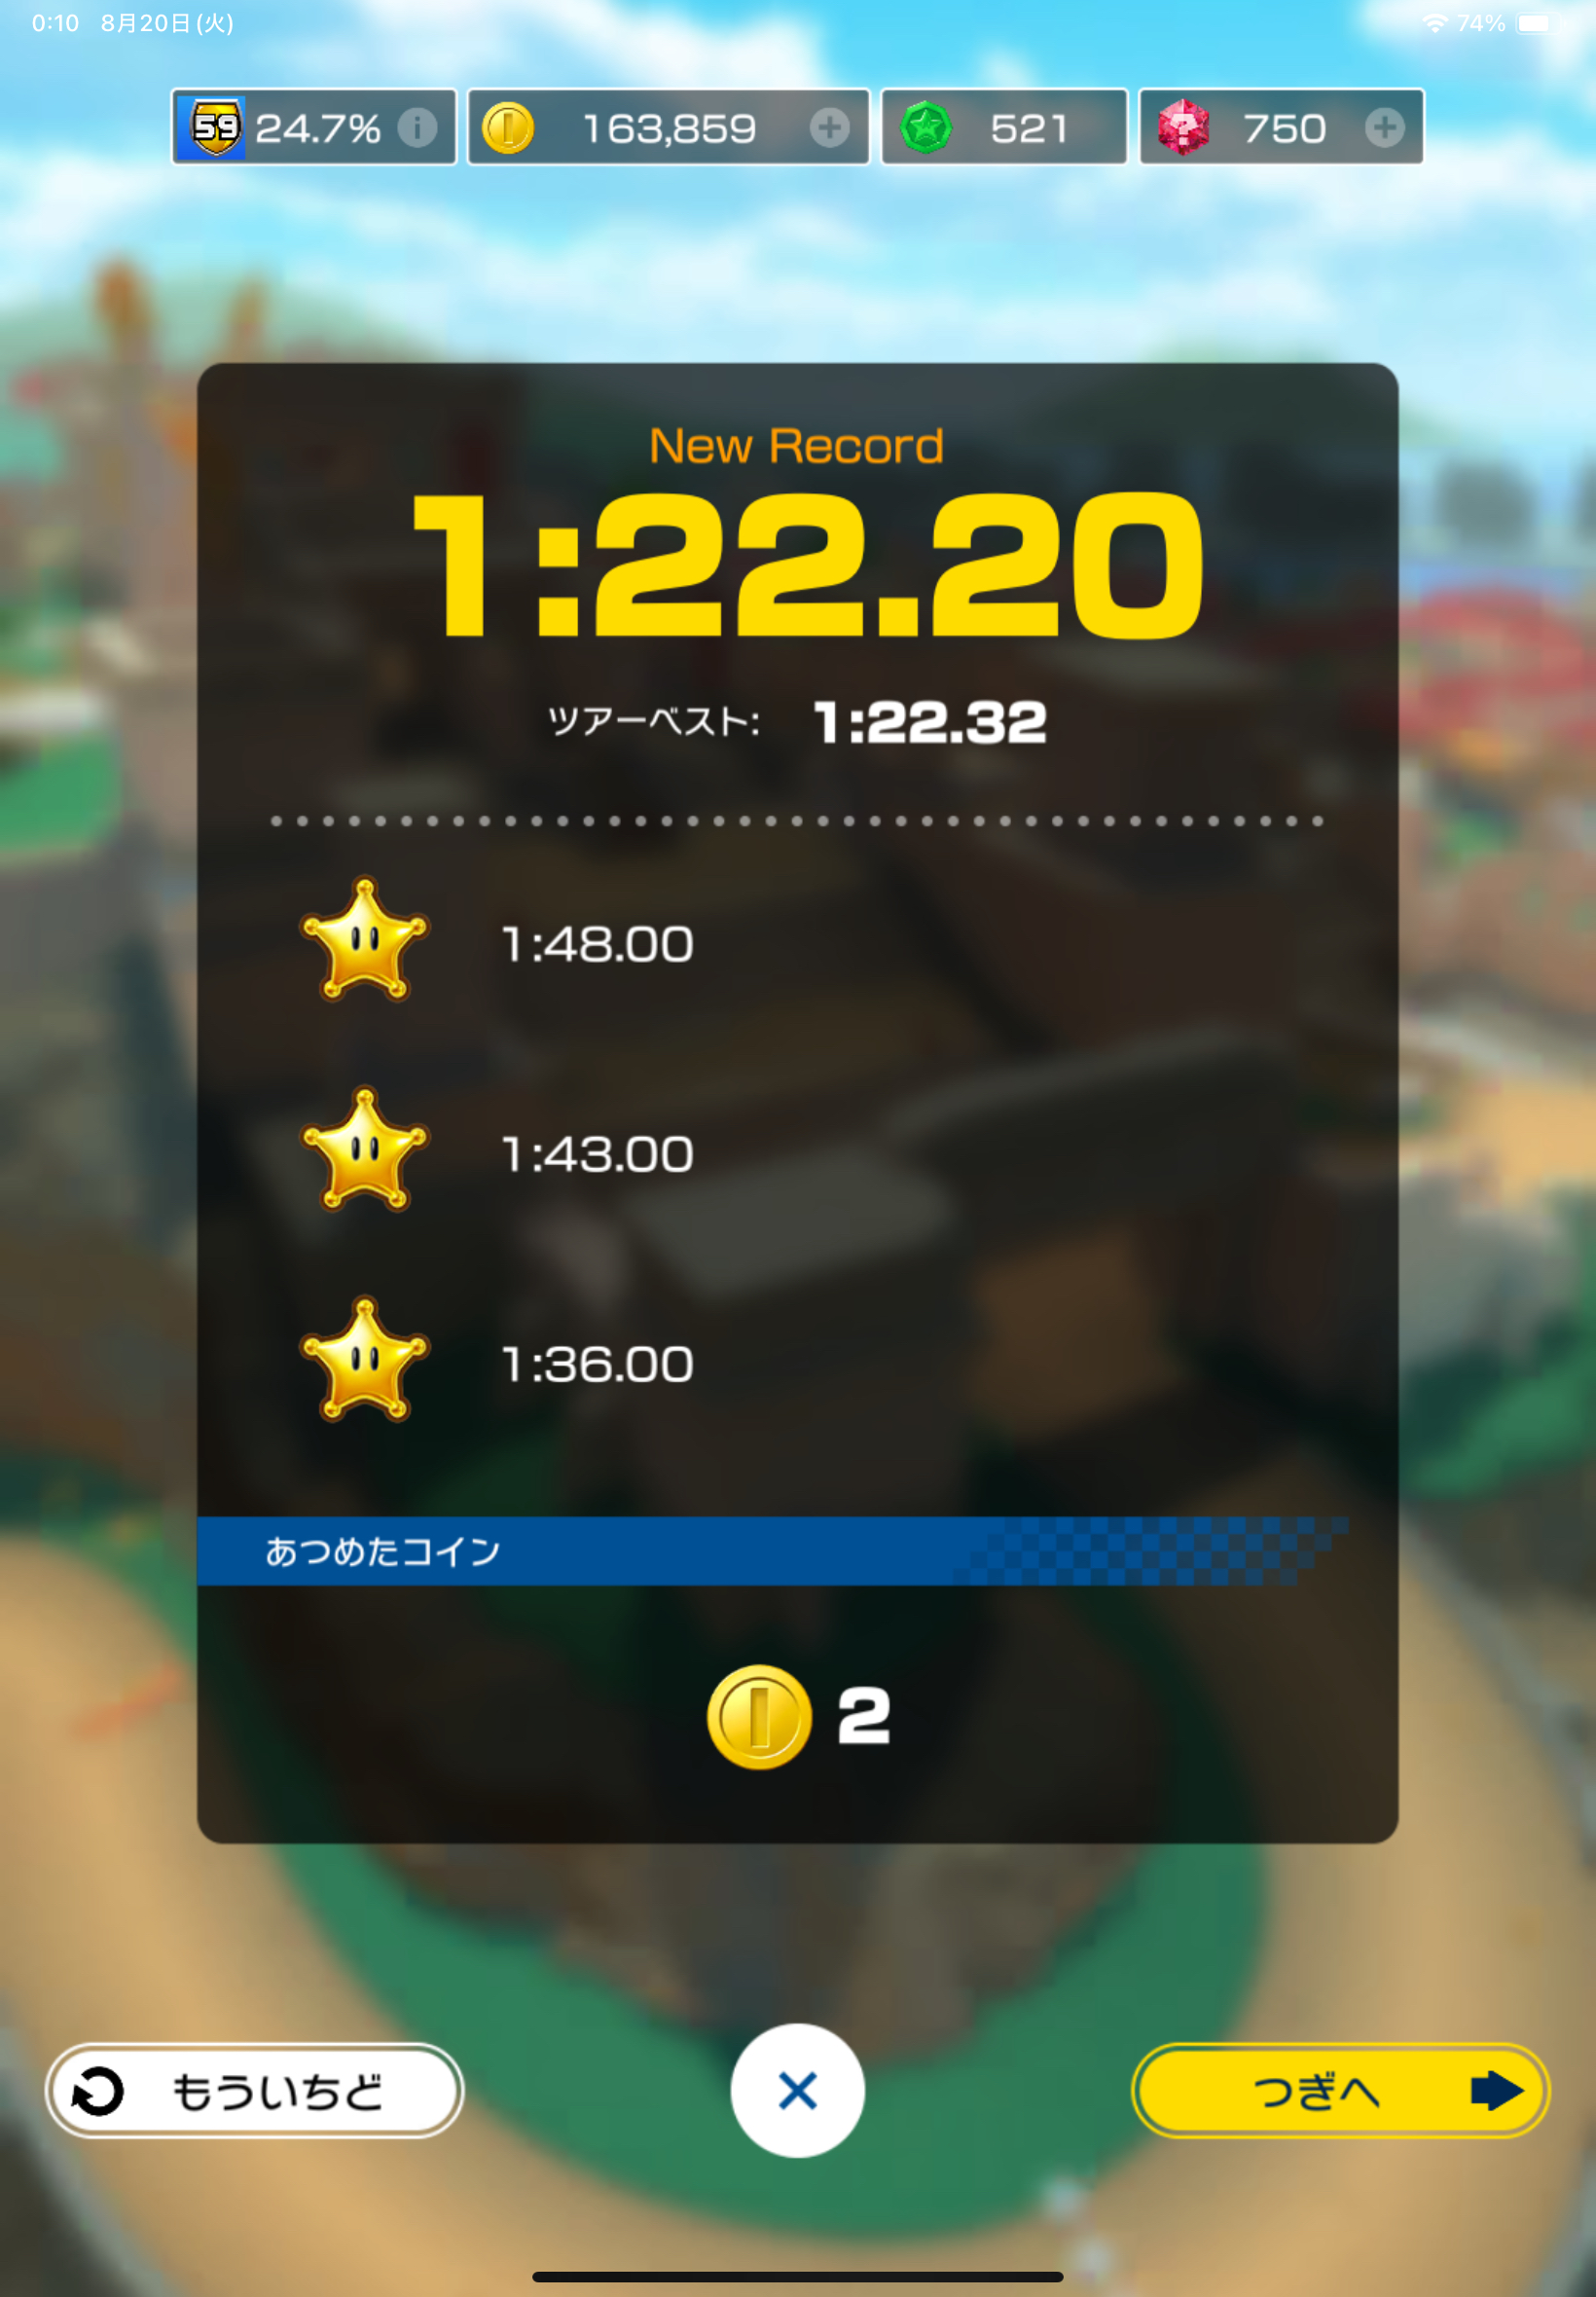 0:10 8月20日(火) 74%
59 24.7% 163,859 521 750
New Record
1:22.20
ツアーベスト: 1:22.32
1:48.00
1:43.00
1:36.00
あつめたコイン
2
もういちど
つぎへ